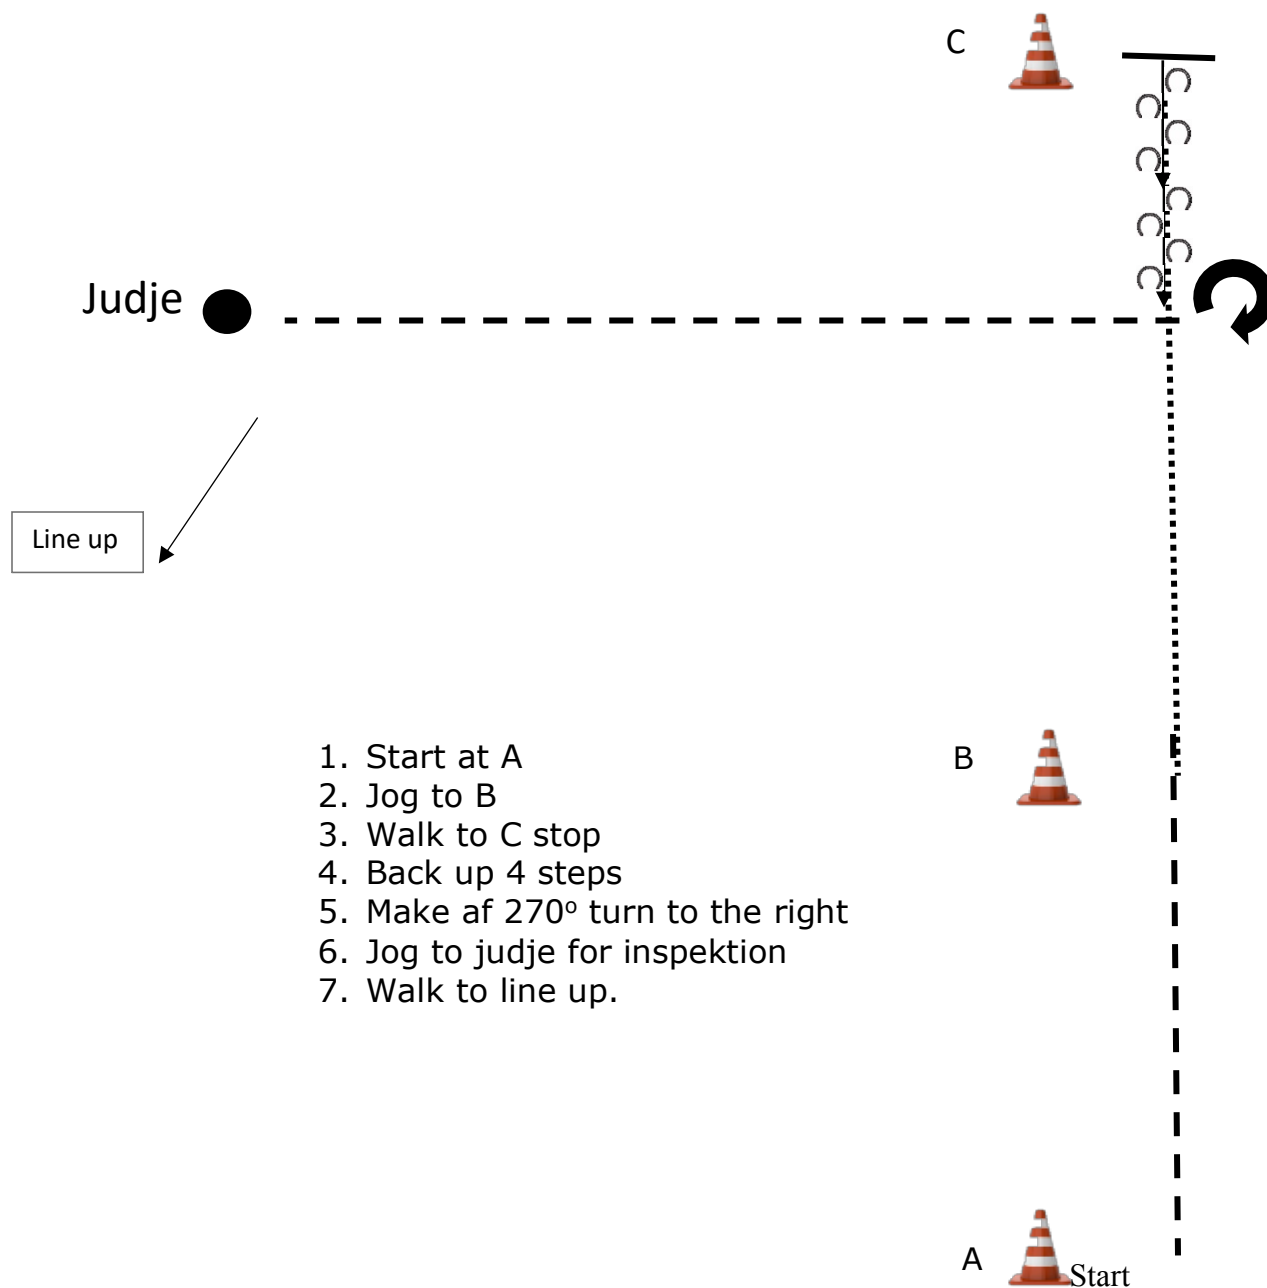 C
Judje
Line up
B
1. Start at A
2. Jog to B
3. Walk to C stop
4. Back up 4 steps
5. Make af 270º turn to the right
6. Jog to judje for inspektion
7. Walk to line up.
A
Start